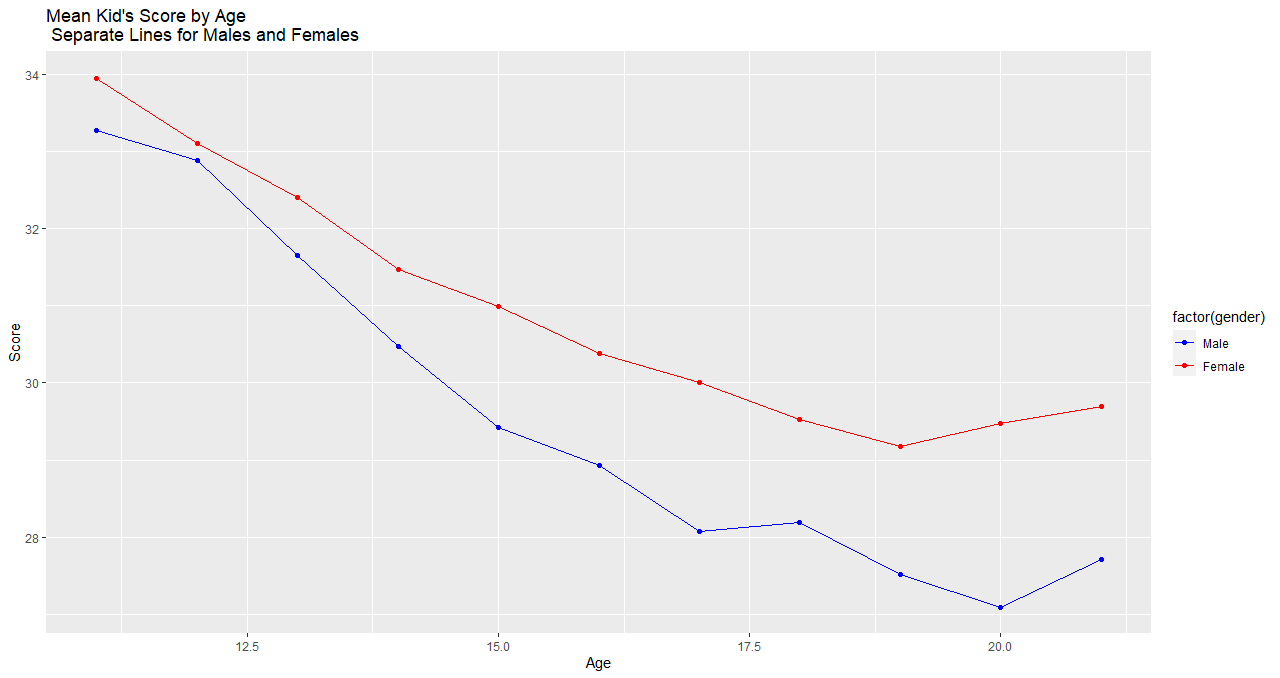 Mean Kid's Score by Age
Separate Lines for Males and Females
34
32
30
28
Score
12.5
15.0
17.5
20.0
Age
factor(gender)
Male
Female